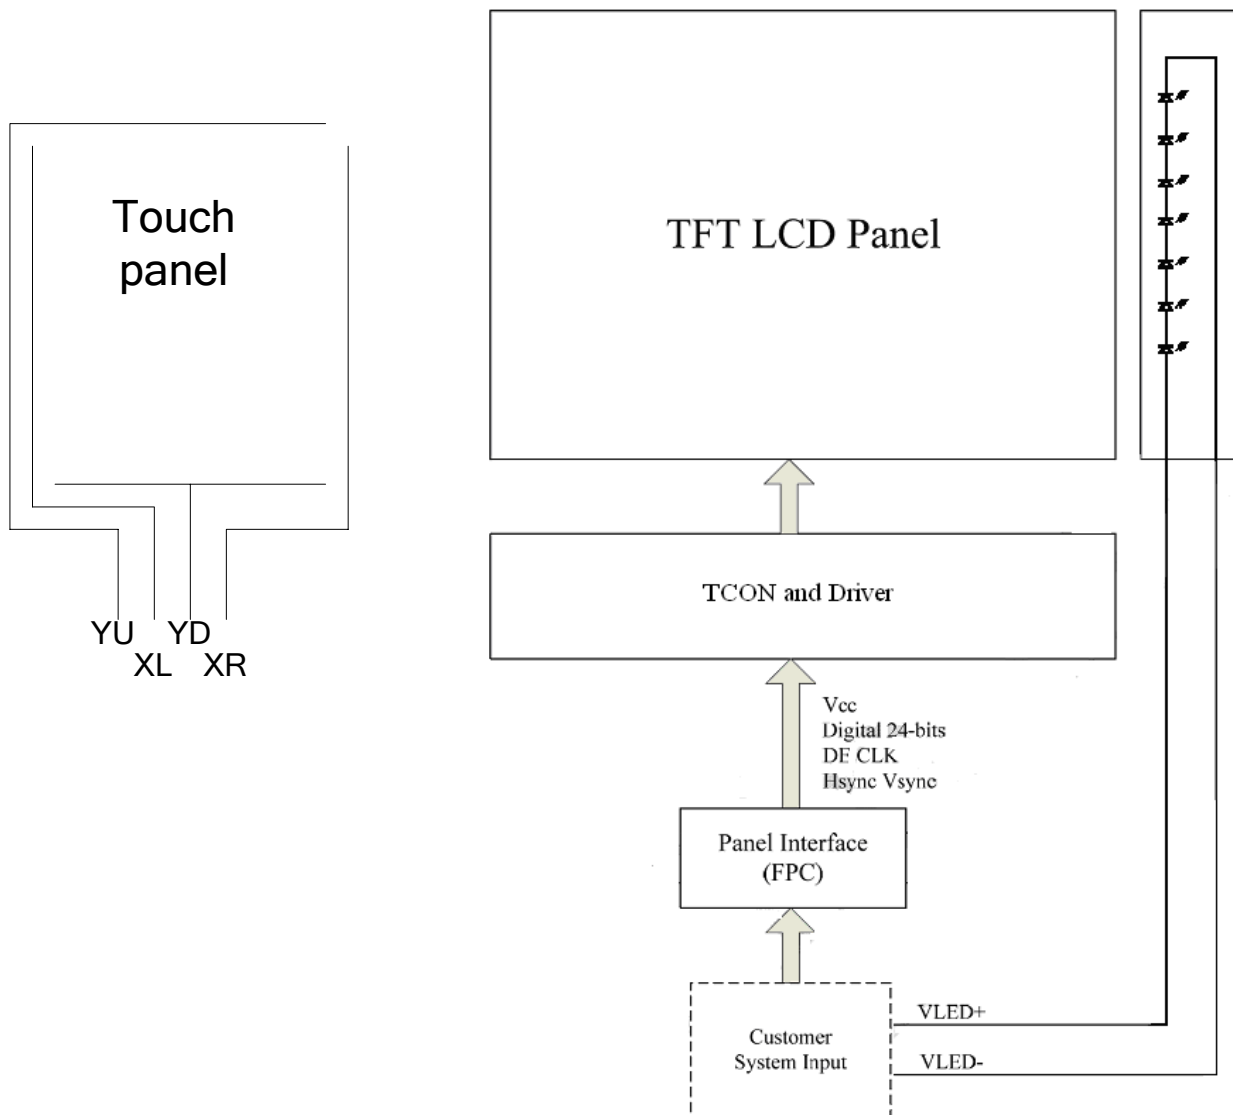 Touch
panel
YU
YD
XL
XR
TFT LCD Panel
TCON and Driver
Vcc
Digital 24-bits
DE CLK
Hsync Vsync
Panel Interface
(FPC)
Customer
System Input
VLED+
VLED-